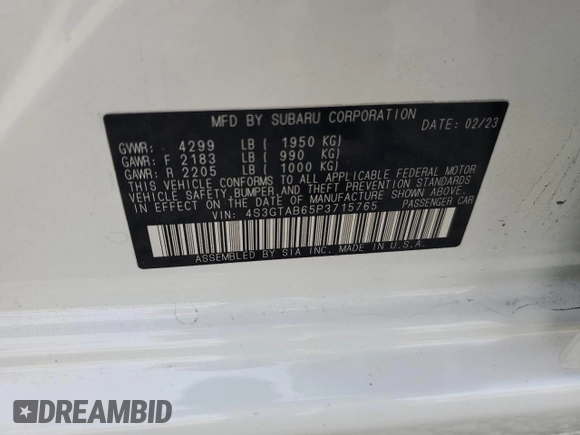 MFD BY SUBARU CORPORATION
DATE: 02/23
GVWR: 4299 LB ( 1950 KG)
GAWR: F 2183 LB ( 990 KG)
GAWR: R 2205 LB ( 1000 KG)
THIS VEHICLE CONFORMS TO ALL APPLICABLE FEDERAL MOTOR
VEHICLE SAFETY, BUMPER, AND THEFT PREVENTION STANDARDS
IN EFFECT ON THE DATE OF MANUFACTURE SHOWN ABOVE.
VIN: 4S3GTAB65P3715765 PASSENGER CAR
ASSEMBLED BY SIA INC. MADE IN U.S.A.
DREAMBID